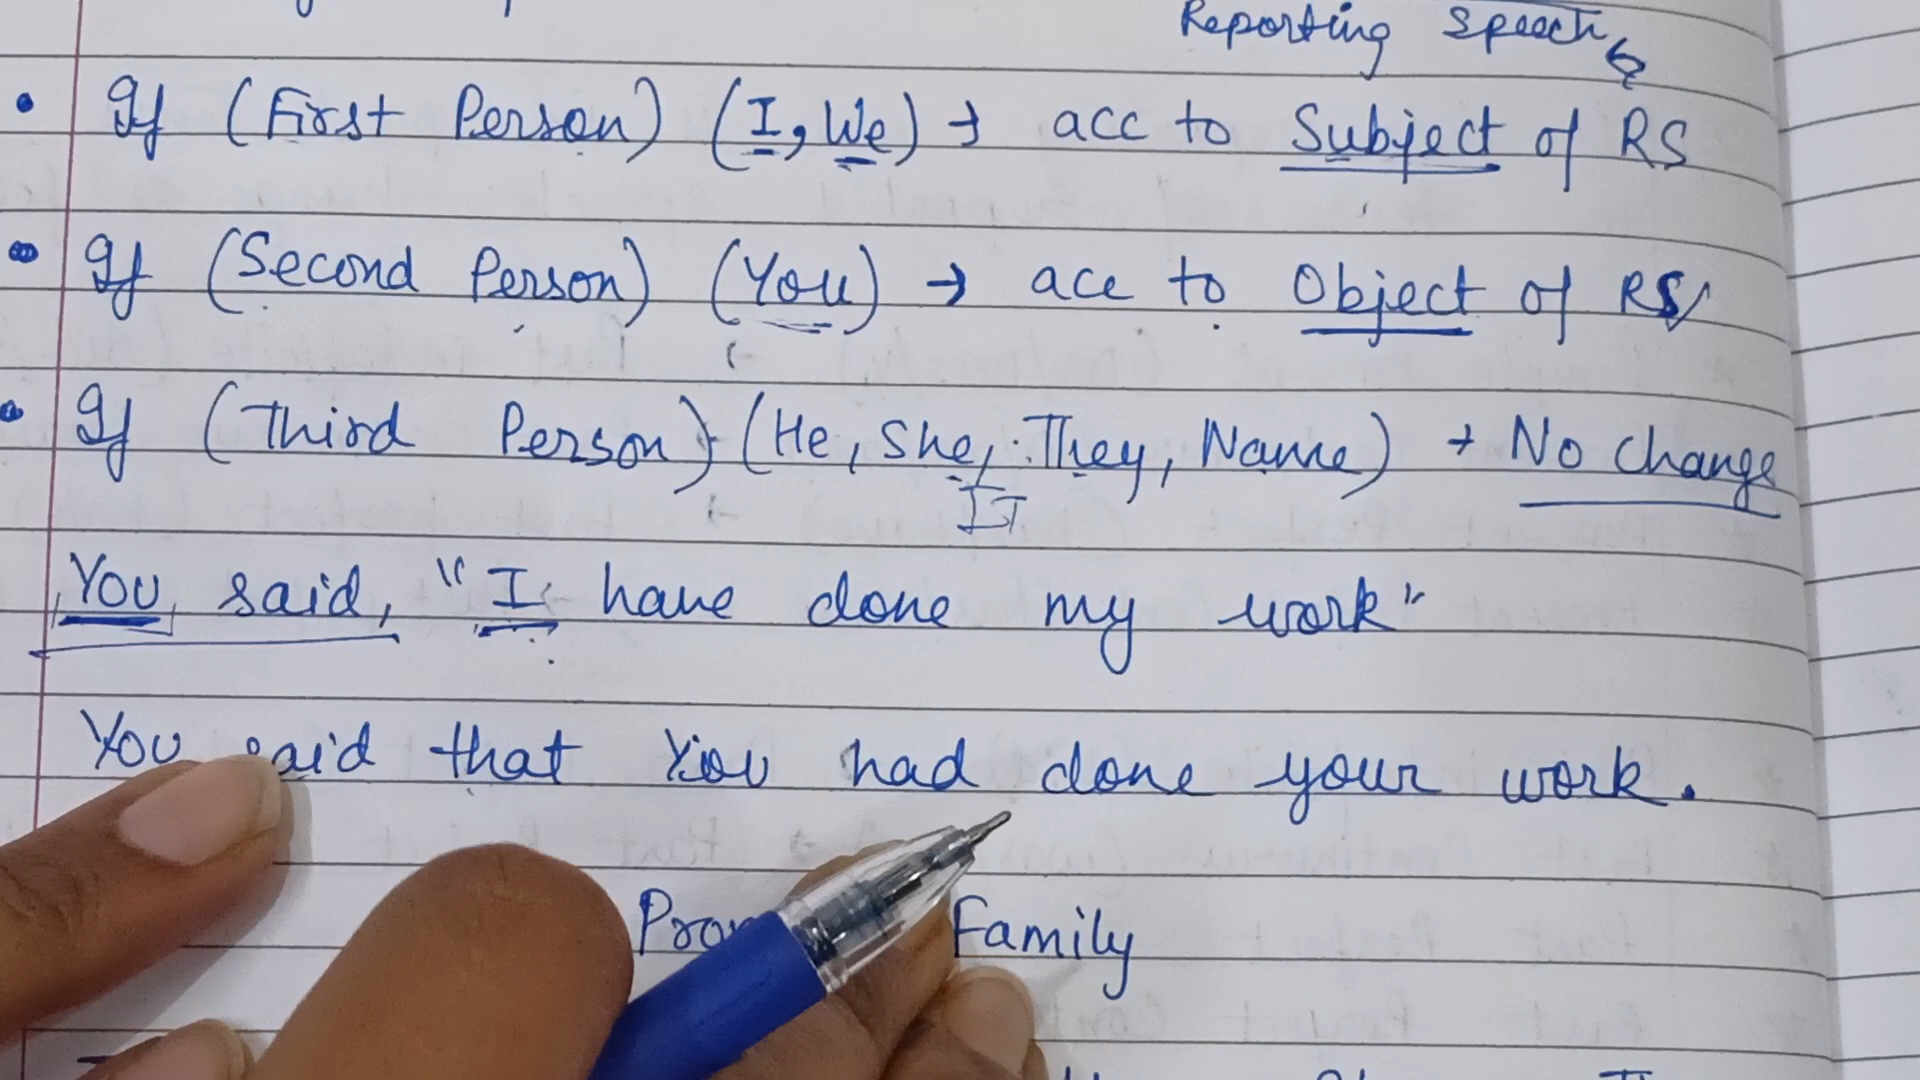 Reporting Speech
• If (First Person) (I, We) → acc to Subject of RS
• If (Second Person) (You) → acc to Object of RS
• If (Third Person) (He, She, They, Name) → No change
IT
You said, "I have done my work"
You said that You had done your work.
Family